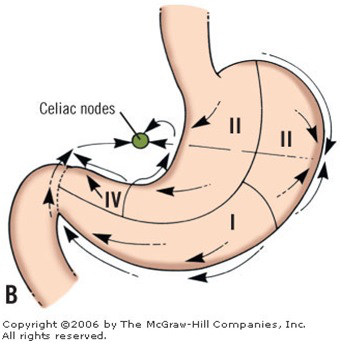 Celiac nodes
II
II
IV
I
B
Copyright ©2006 by The McGraw-Hill Companies, Inc.
All rights reserved.